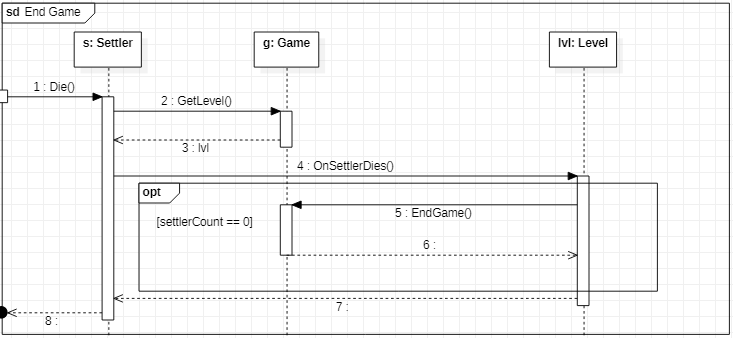 sd End Game
s: Settler
g: Game
lvl: Level
1 : Die()
2 : GetLevel()
3 : lvl
4 : OnSettlerDies()
opt
[settlerCount == 0]
5 : EndGame()
6 :
7 :
8 :